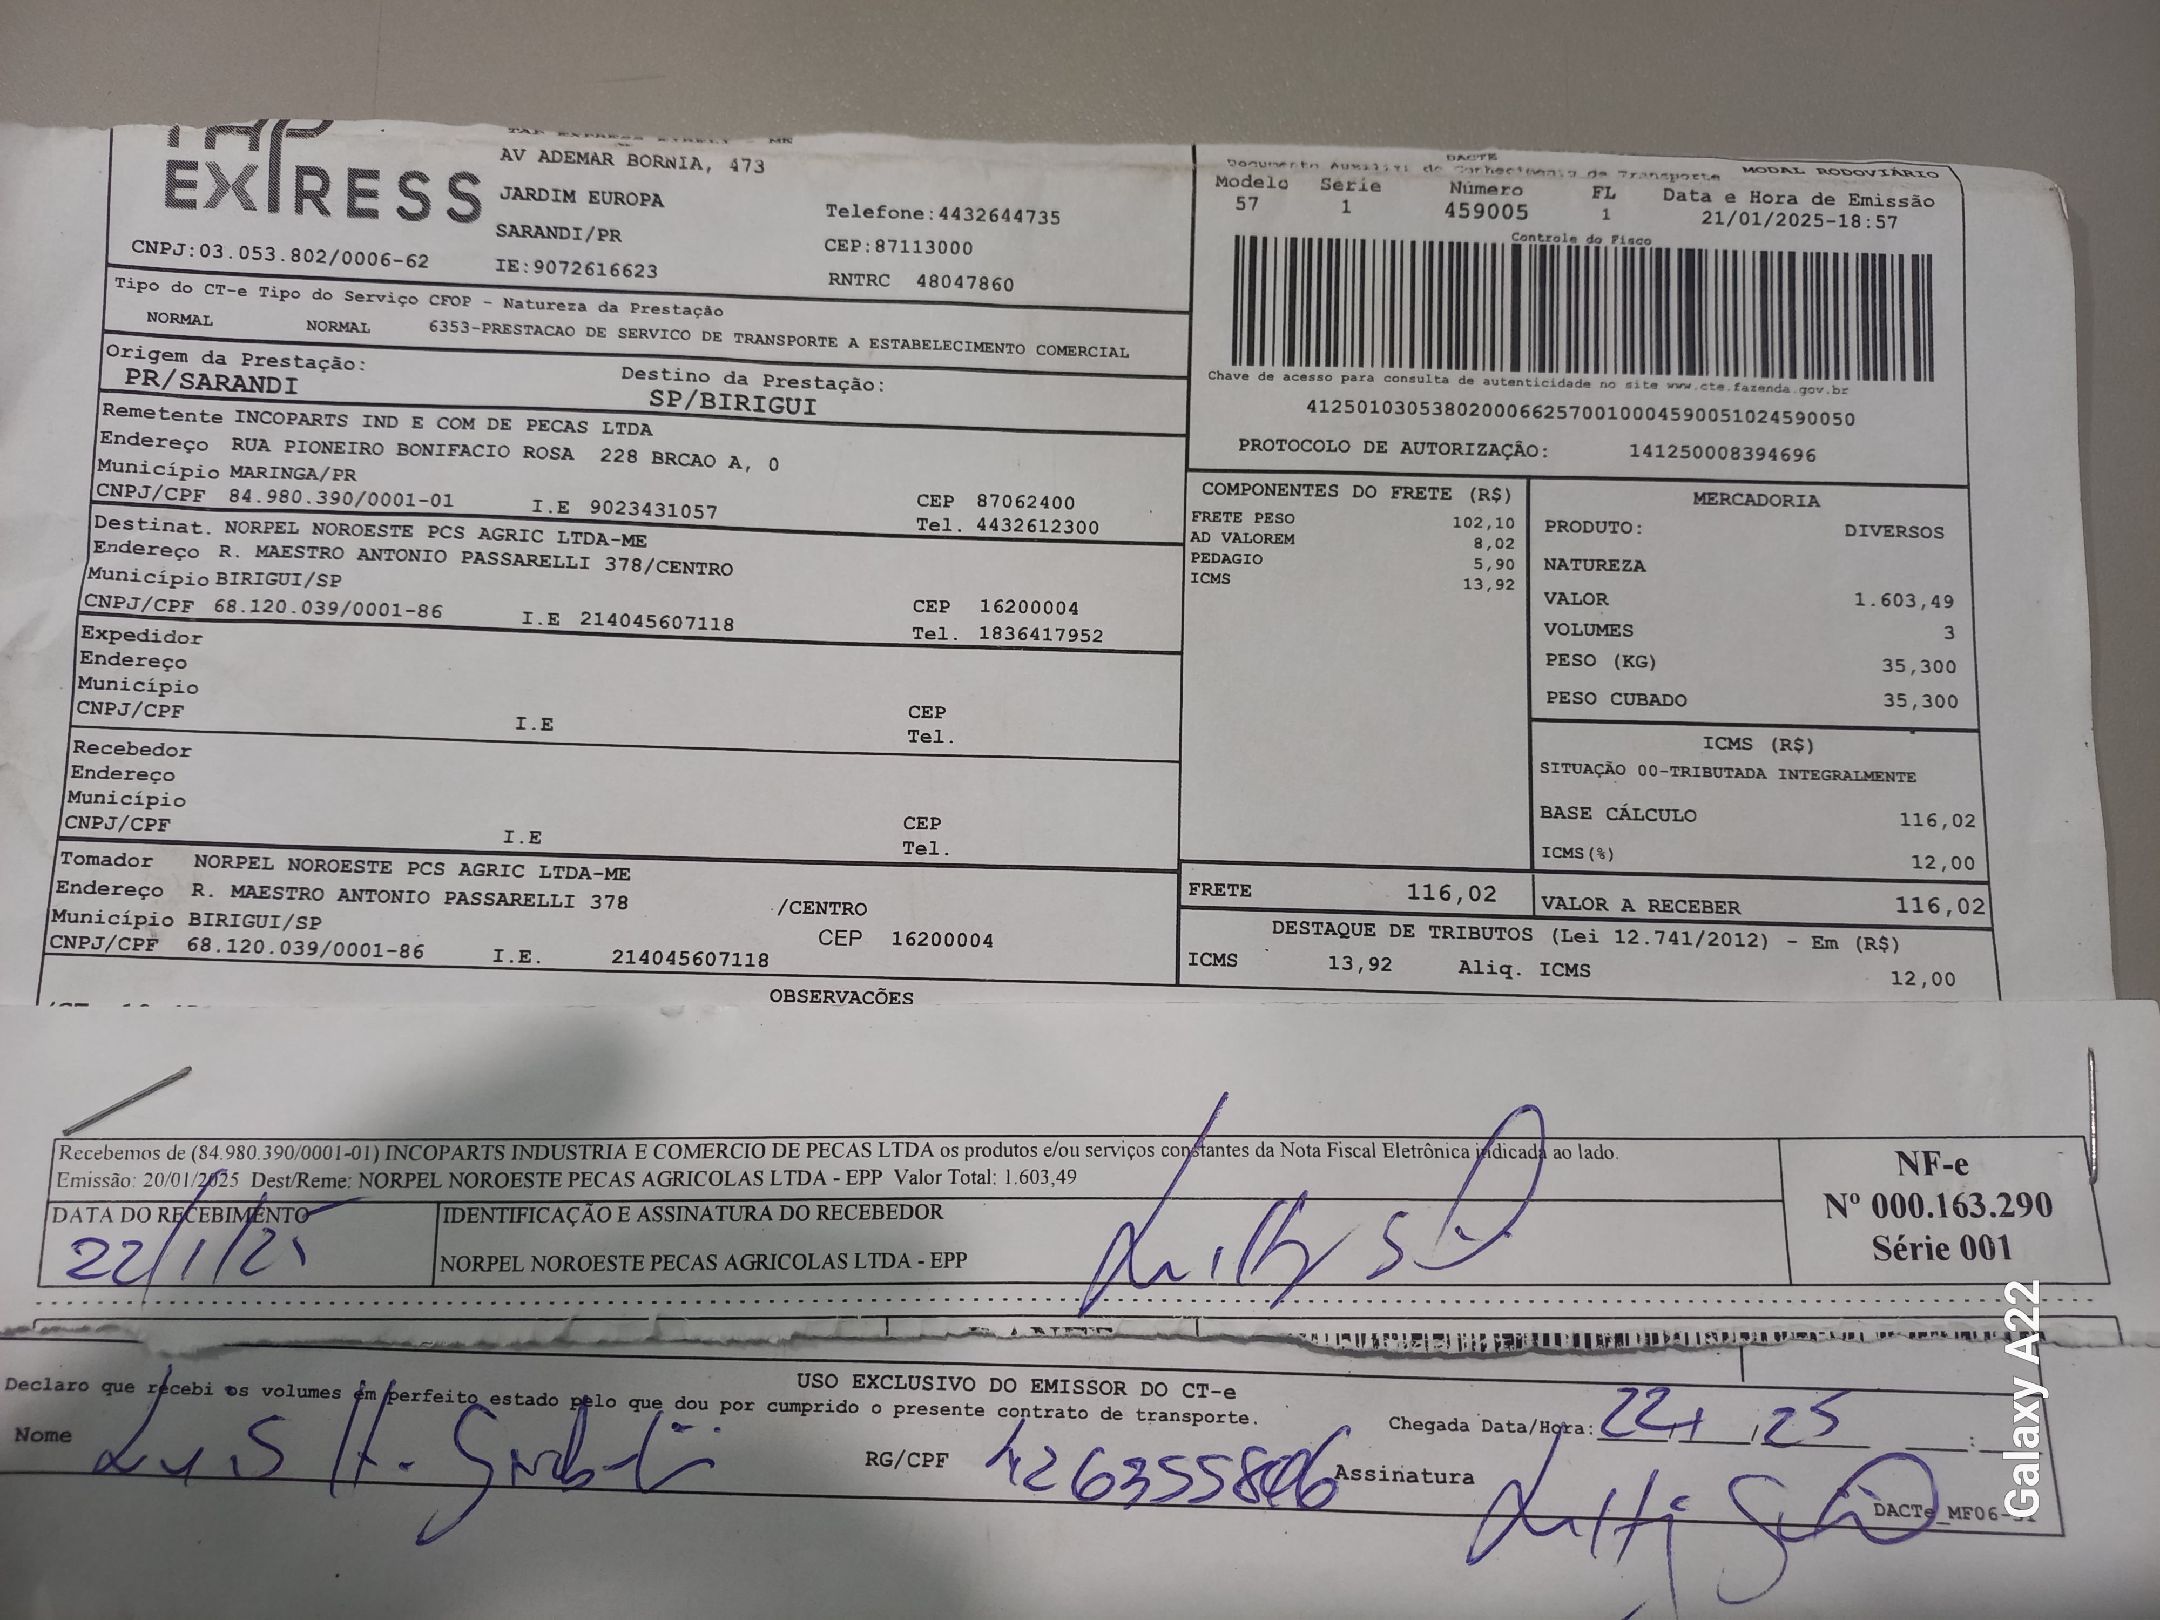 EXPRESS
CNPJ:03.053.802/0006-62
AV ADEMAR BORNIA, 473
JARDIM EUROPA
SARANDI/PR
IE:9072616623
Telefone:4432644735
CEP:87113000
RNTRC 48047860
DACTE
MODAL RODOVIÁRIO
Modelo Serie Número FL Data e Hora de Emissão
57 1 459005 1 21/01/2025-18:57
Controle do Fisco
Chave de acesso para consulta de autenticidade no site www.cte.fazenda.gov.br
41250103053802000662570010004590051024590050
PROTOCOLO DE AUTORIZAÇÃO: 141250008394696
Tipo do CT-e Tipo do Serviço CFOP - Natureza da Prestação
NORMAL NORMAL 6353-PRESTACAO DE SERVICO DE TRANSPORTE A ESTABELECIMENTO COMERCIAL
Origem da Prestação: Destino da Prestação:
PR/SARANDI SP/BIRIGUI
Remetente INCOPARTS IND E COM DE PECAS LTDA
Endereço RUA PIONEIRO BONIFACIO ROSA 228 BRCAO A, 0
Município MARINGA/PR
CNPJ/CPF 84.980.390/0001-01 I.E 9023431057
CEP 87062400
Tel. 4432612300
Destinat. NORPEL NOROESTE PCS AGRIC LTDA-ME
Endereço R. MAESTRO ANTONIO PASSARELLI 378/CENTRO
Município BIRIGUI/SP
CNPJ/CPF 68.120.039/0001-86 I.E 214045607118
CEP 16200004
Tel. 1836417952
Expedidor
Endereço
Município
CNPJ/CPF I.E
CEP
Tel.
Recebedor
Endereço
Município
CNPJ/CPF I.E
CEP
Tel.
Tomador NORPEL NOROESTE PCS AGRIC LTDA-ME
Endereço R. MAESTRO ANTONIO PASSARELLI 378 /CENTRO
Município BIRIGUI/SP CEP 16200004
CNPJ/CPF 68.120.039/0001-86 I.E. 214045607118
COMPONENTES DO FRETE (R$)
FRETE PESO 102,10
AD VALOREM 8,02
PEDAGIO 5,90
ICMS 13,92
MERCADORIA
PRODUTO: DIVERSOS
NATUREZA
VALOR 1.603,49
VOLUMES 3
PESO (KG) 35,300
PESO CUBADO 35,300
ICMS (R$)
SITUAÇÃO 00-TRIBUTADA INTEGRALMENTE
BASE CÁLCULO 116,02
ICMS(%) 12,00
FRETE 116,02 VALOR A RECEBER 116,02
DESTAQUE DE TRIBUTOS (Lei 12.741/2012) - Em (R$)
ICMS 13,92 Aliq. ICMS 12,00
OBSERVACÕES
Recebemos de (84.980.390/0001-01) INCOPARTS INDUSTRIA E COMERCIO DE PECAS LTDA os produtos e/ou serviços constantes da Nota Fiscal Eletrônica indicada ao lado.
Emissão: 20/01/2025 Dest/Reme: NORPEL NOROESTE PECAS AGRICOLAS LTDA - EPP Valor Total: 1.603,49
DATA DO RECEBIMENTO
22/1/25
IDENTIFICAÇÃO E ASSINATURA DO RECEBEDOR
NORPEL NOROESTE PECAS AGRICOLAS LTDA - EPP
NF-e
Nº 000.163.290
Série 001
USO EXCLUSIVO DO EMISSOR DO CT-e
Declaro que recebi os volumes em perfeito estado pelo que dou por cumprido o presente contrato de transporte.
Chegada Data/Hora: 22 1 25 :
Nome Luis H. RG/CPF Assinatura
Galaxy A22